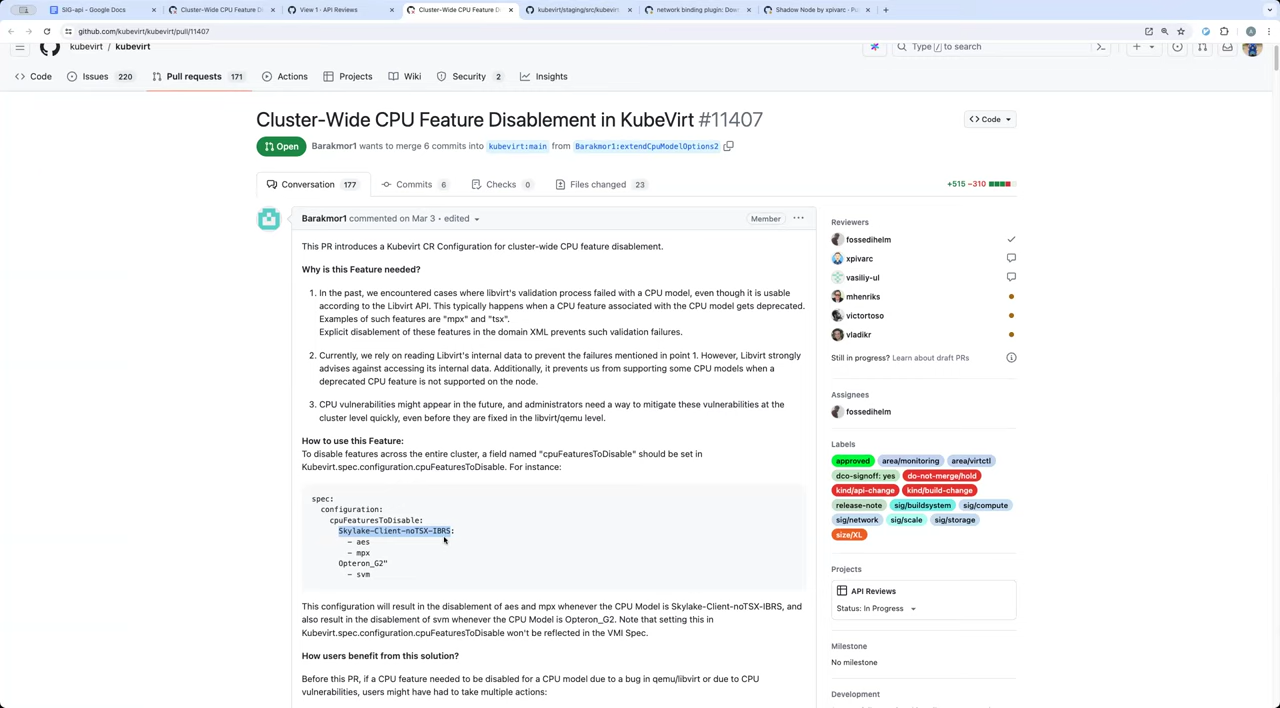 SIG-api - Google Docs
Cluster-Wide CPU Feature D
View 1 · API Reviews
Cluster-Wide CPU Feature D
kubevirt/staging/src/kubevirt
network binding plugin: Dow
Shadow Node by xpivarc · Pu
github.com/kubevirt/kubevirt/pull/11407
kubevirt / kubevirt
Type / to search
Code
Issues 220
Pull requests 171
Actions
Projects
Wiki
Security 2
Insights
Cluster-Wide CPU Feature Disablement in KubeVirt #11407
<> Code
Open
Barakmor1 wants to merge 6 commits into kubevirt:main from Barakmor1:extendCpuModelOptions2
Conversation 177
Commits 6
Checks 0
Files changed 23
+515 −310
Barakmor1 commented on Mar 3 • edited
Member
This PR introduces a Kubevirt CR Configuration for cluster-wide CPU feature disablement.
Why is this Feature needed?
1. In the past, we encountered cases where libvirt's validation process failed with a CPU model, even though it is usable
according to the Libvirt API. This typically happens when a CPU feature associated with the CPU model gets deprecated.
Examples of such features are "mpx" and "tsx".
Explicit disablement of these features in the domain XML prevents such validation failures.
2. Currently, we rely on reading Libvirt's internal data to prevent the failures mentioned in point 1. However, Libvirt strongly
advises against accessing its internal data. Additionally, it prevents us from supporting some CPU models when a
deprecated CPU feature is not supported on the node.
3. CPU vulnerabilities might appear in the future, and administrators need a way to mitigate these vulnerabilities at the
cluster level quickly, even before they are fixed in the libvirt/qemu level.
How to use this Feature:
To disable features across the entire cluster, a field named "cpuFeaturesToDisable" should be set in
Kubevirt.spec.configuration.cpuFeaturesToDisable. For instance:
spec:
configuration:
cpuFeaturesToDisable:
Skylake-Client-noTSX-IBRS:
- aes
- mpx
Opteron_G2"
- svm
This configuration will result in the disablement of aes and mpx whenever the CPU Model is Skylake-Client-noTSX-IBRS, and
also result in the disablement of svm whenever the CPU Model is Opteron_G2. Note that setting this in
Kubevirt.spec.configuration.cpuFeaturesToDisable won't be reflected in the VMI Spec.
How users benefit from this solution?
Before this PR, if a CPU feature needed to be disabled for a CPU model due to a bug in qemu/libvirt or due to CPU
vulnerabilities, users might have had to take multiple actions:
Reviewers
fossedihelm
xpivarc
vasiliy-ul
mhenriks
victortoso
vladikr
Still in progress? Learn about draft PRs
Assignees
fossedihelm
Labels
approved area/monitoring area/virtctl
dco-signoff: yes do-not-merge/hold
kind/api-change kind/build-change
release-note sig/buildsystem sig/compute
sig/network sig/scale sig/storage
size/XL
Projects
API Reviews
Status: In Progress
Milestone
No milestone
Development